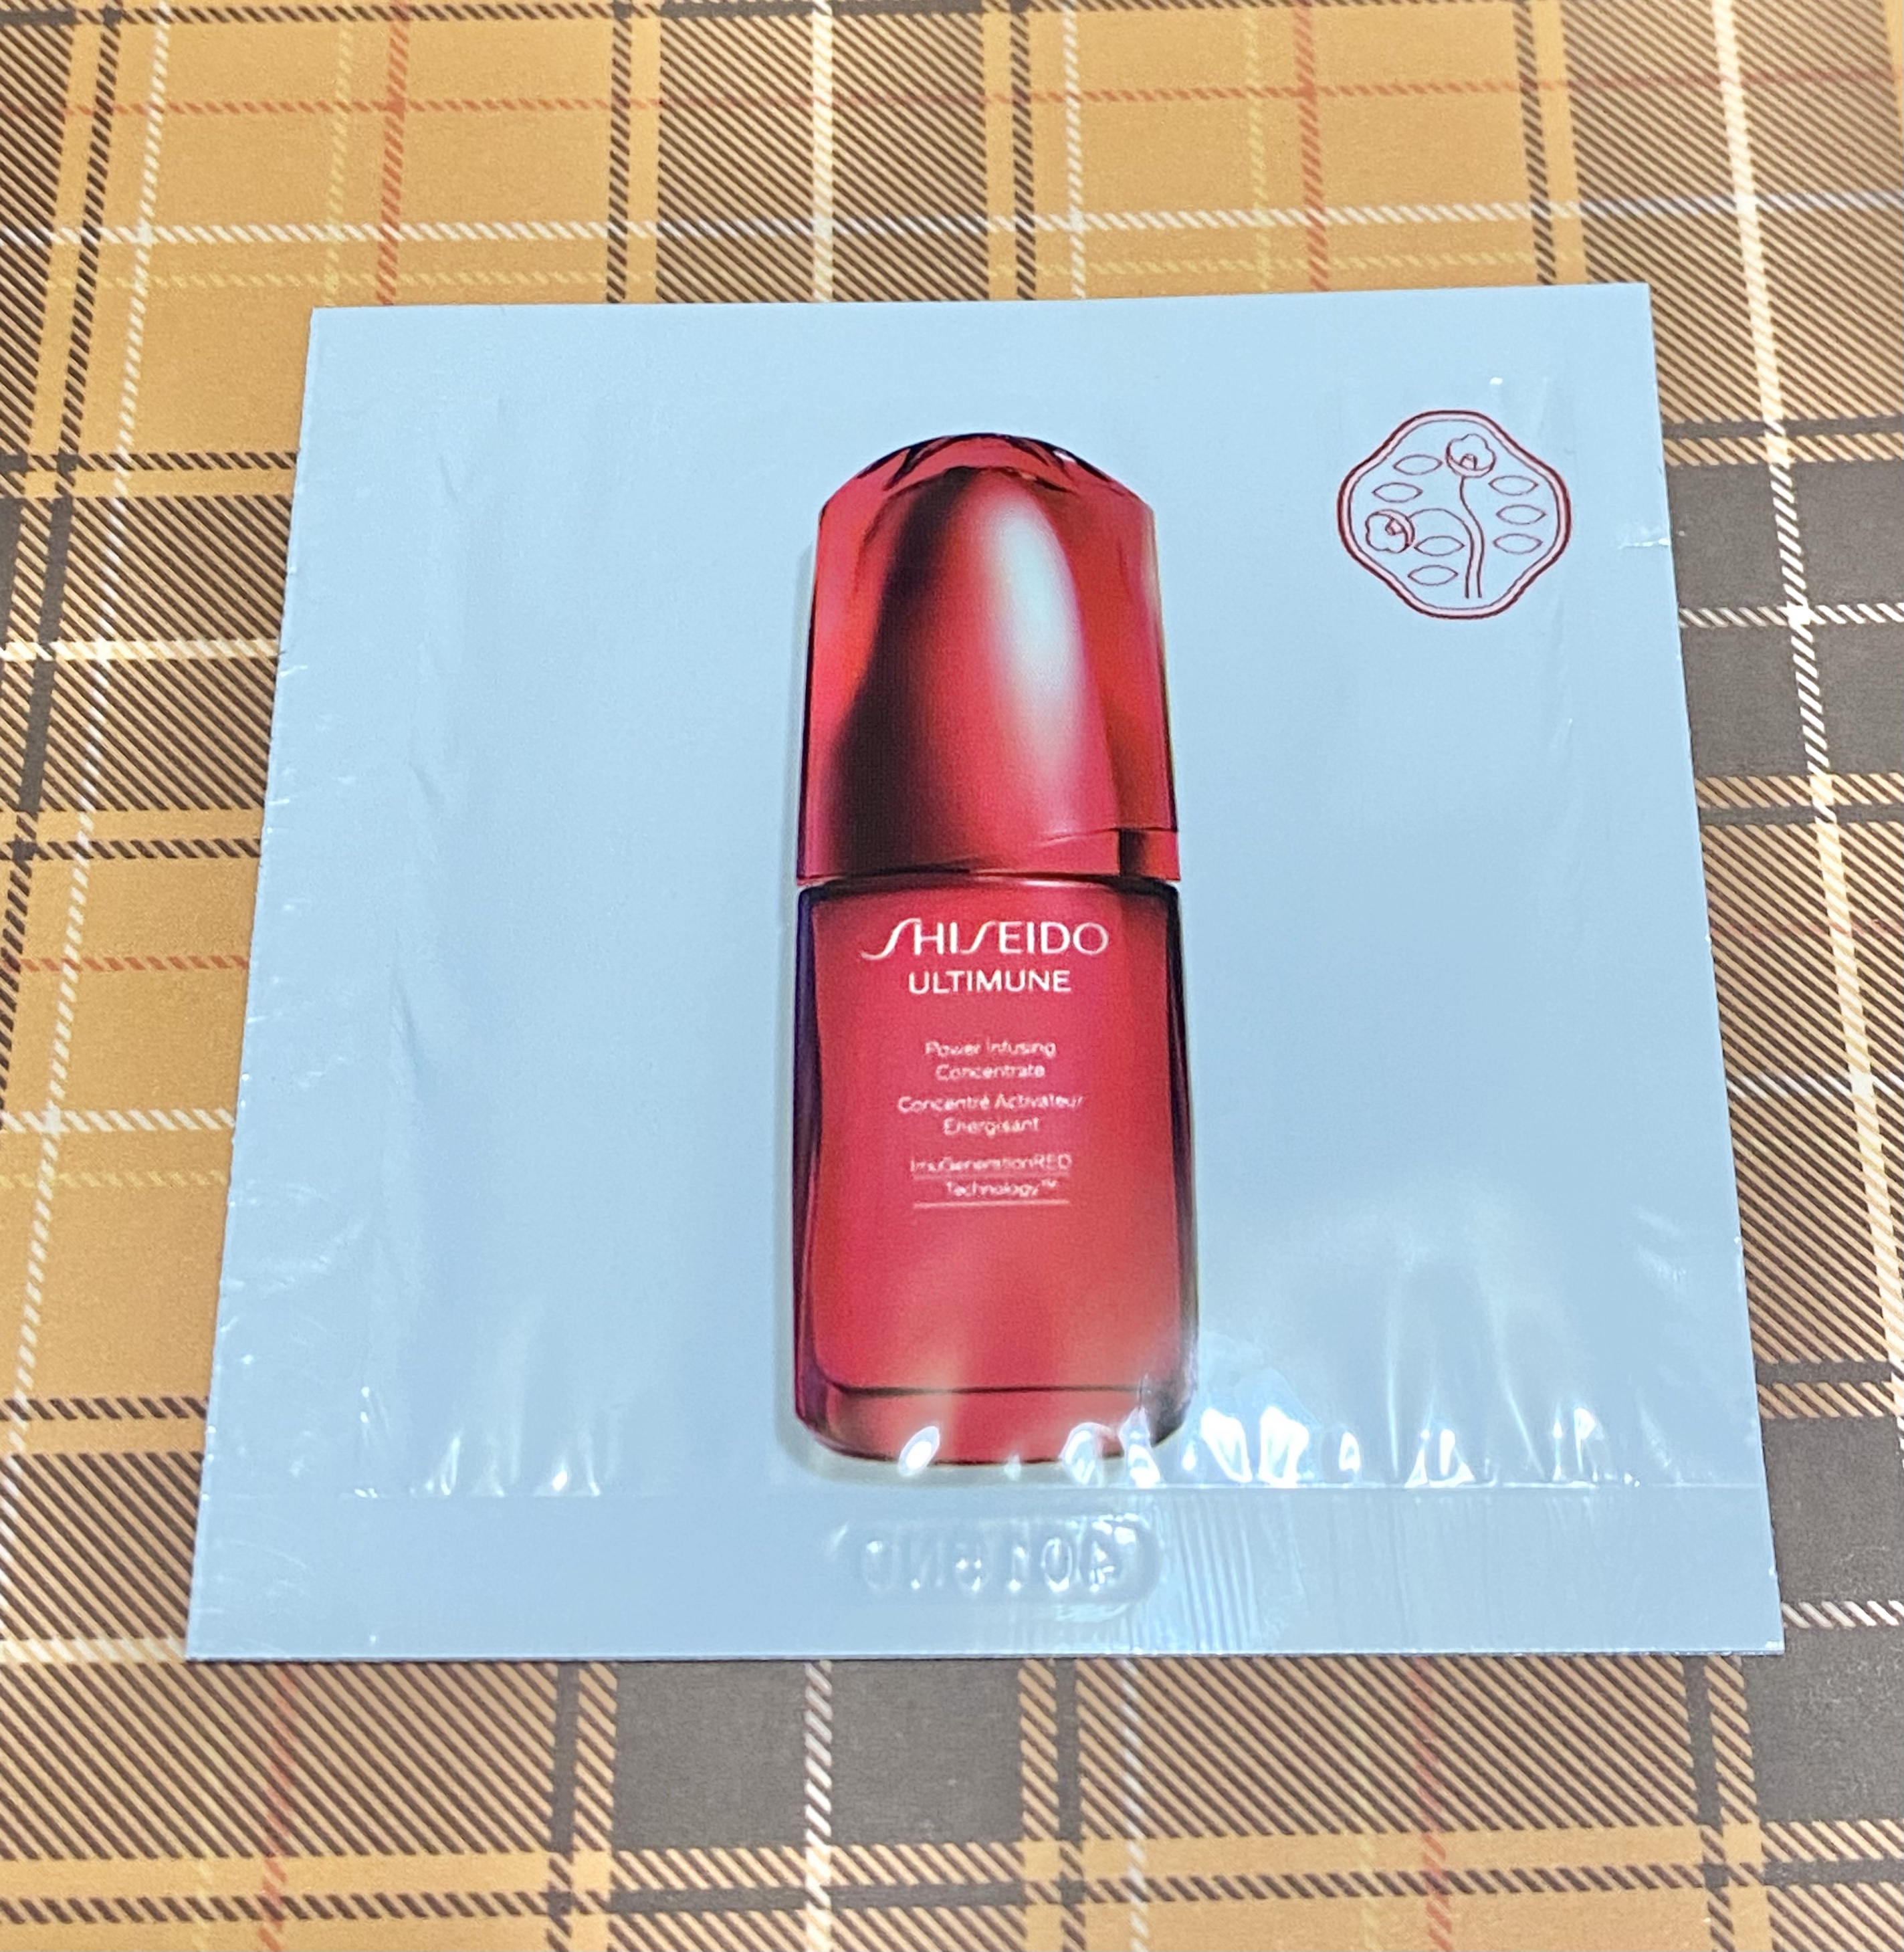 SHISEIDO
ULTIMUNE
Power Infusing
Concentrate
Concentré Activateur
Energisant
ImuGenerationRED
Technology™